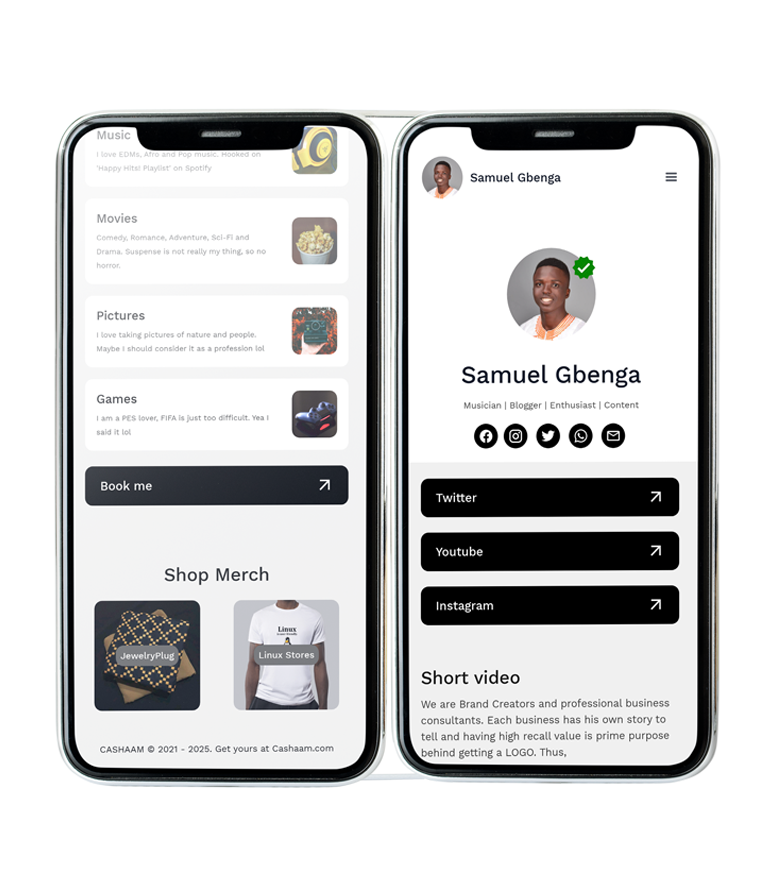 Music
I love EDMs, Afro and Pop music. Hooked on
'Happy Hits! Playlist' on Spotify
Movies
Comedy, Romance, Adventure, Sci-Fi and
Drama. Suspense is not really my thing, so no
horror.
Pictures
I love taking pictures of nature and people.
Maybe I should consider it as a profession lol
Games
I am a PES lover, FIFA is just too difficult. Yea I
said it lol
Book me
Shop Merch
JewelryPlug
Linux
Linux Stores
CASHAAM © 2021 - 2025. Get yours at Cashaam.com
Samuel Gbenga
Samuel Gbenga
Musician | Blogger | Enthusiast | Content
Twitter
Youtube
Instagram
Short video
We are Brand Creators and professional business
consultants. Each business has his own story to
tell and having high recall value is prime purpose
behind getting a LOGO. Thus,